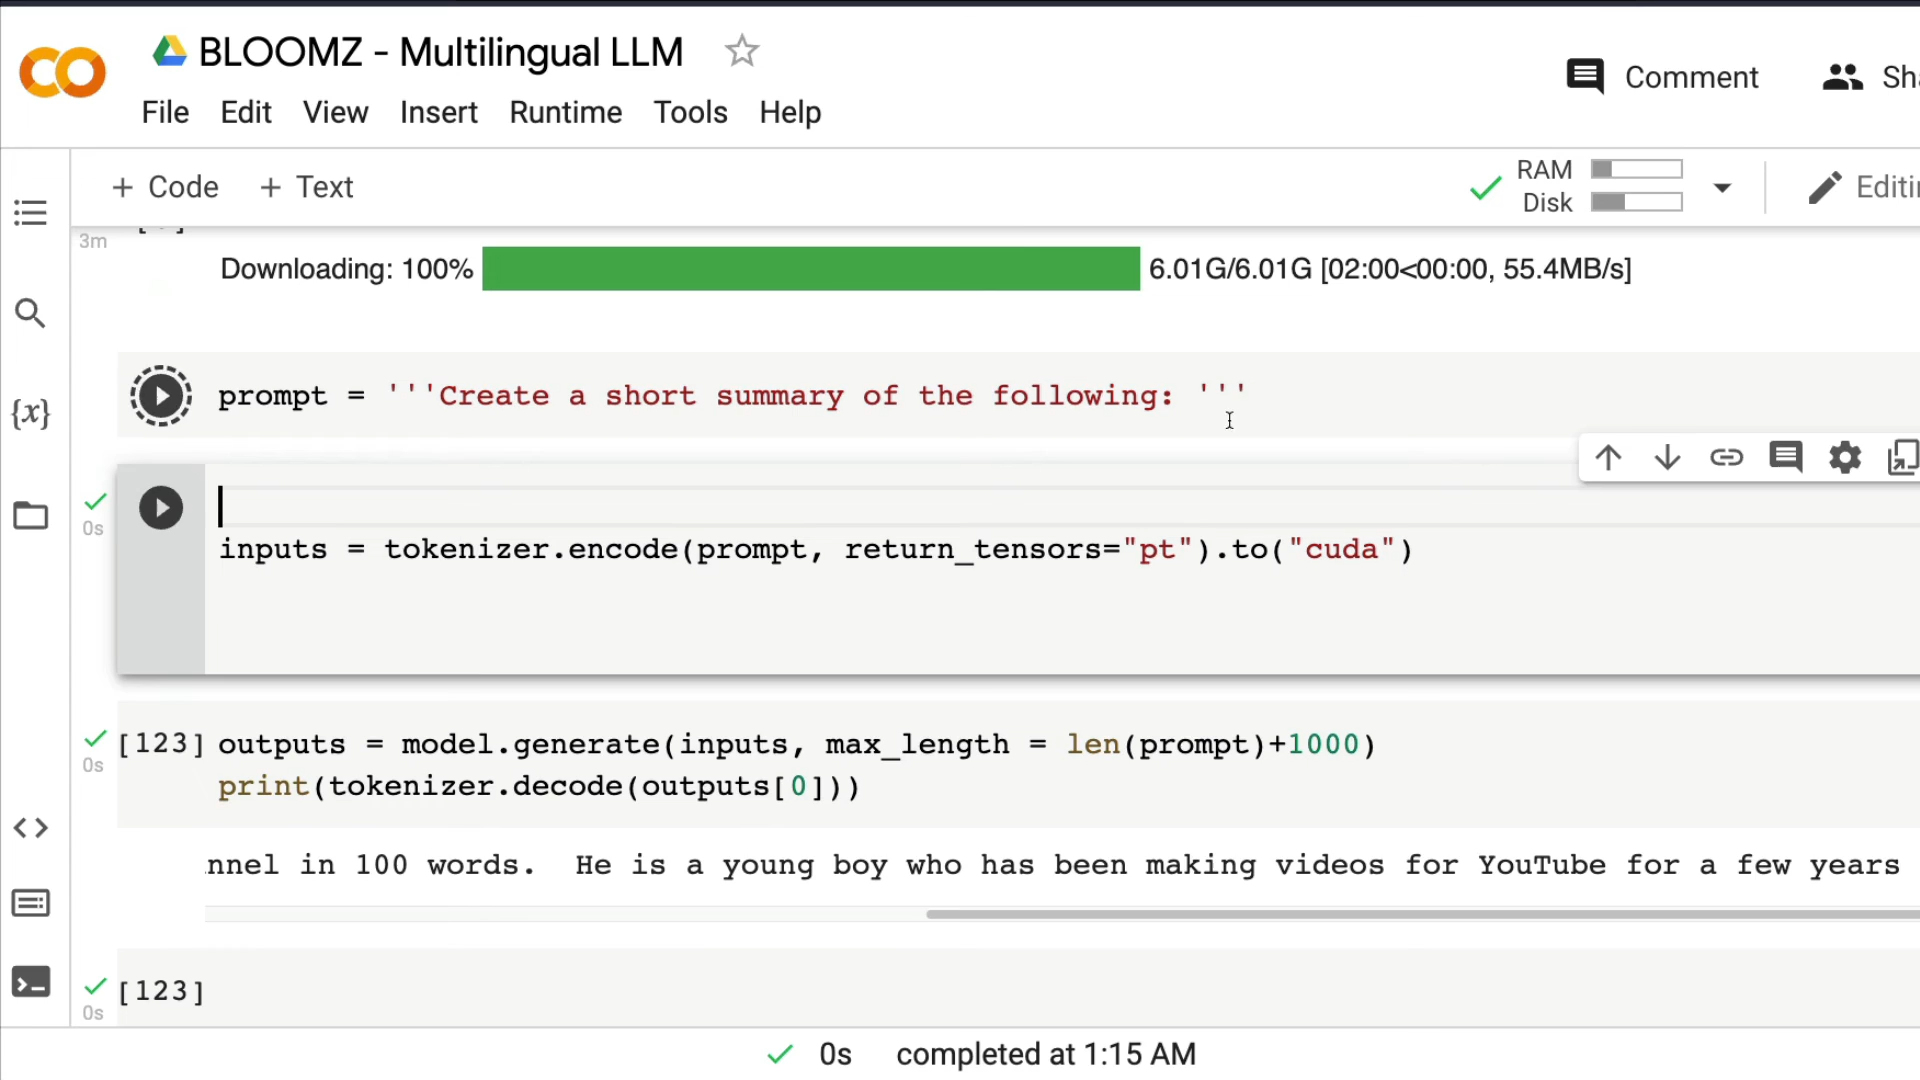 BLOOMZ - Multilingual LLM
Comment
File Edit View Insert Runtime Tools Help
+ Code + Text
RAM
Disk
3m
Downloading: 100% 6.01G/6.01G [02:00<00:00, 55.4MB/s]
{x}
prompt = '''Create a short summary of the following: '''
0s
inputs = tokenizer.encode(prompt, return_tensors="pt").to("cuda")
[123] outputs = model.generate(inputs, max_length = len(prompt)+1000)
0s
print(tokenizer.decode(outputs[0]))
nnel in 100 words. He is a young boy who has been making videos for YouTube for a few years
[123]
0s
0s completed at 1:15 AM